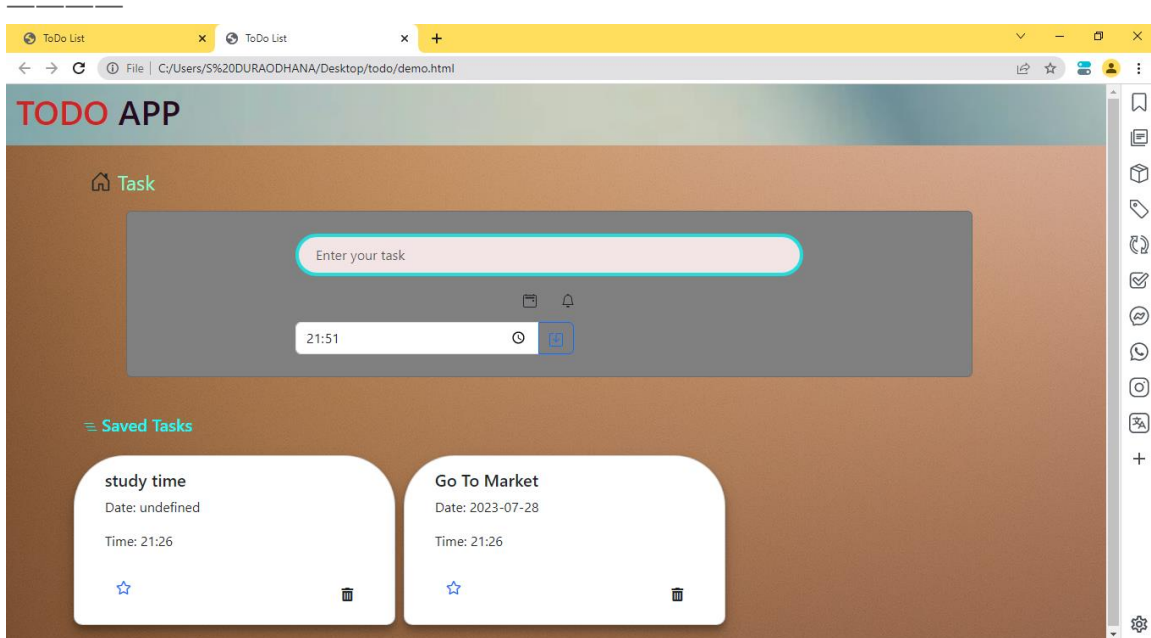 ToDo List
ToDo List
File | C:/Users/S%20DURAODHANA/Desktop/todo/demo.html
TODO APP
Task
Enter your task
21:51
Saved Tasks
study time
Date: undefined
Time: 21:26
Go To Market
Date: 2023-07-28
Time: 21:26